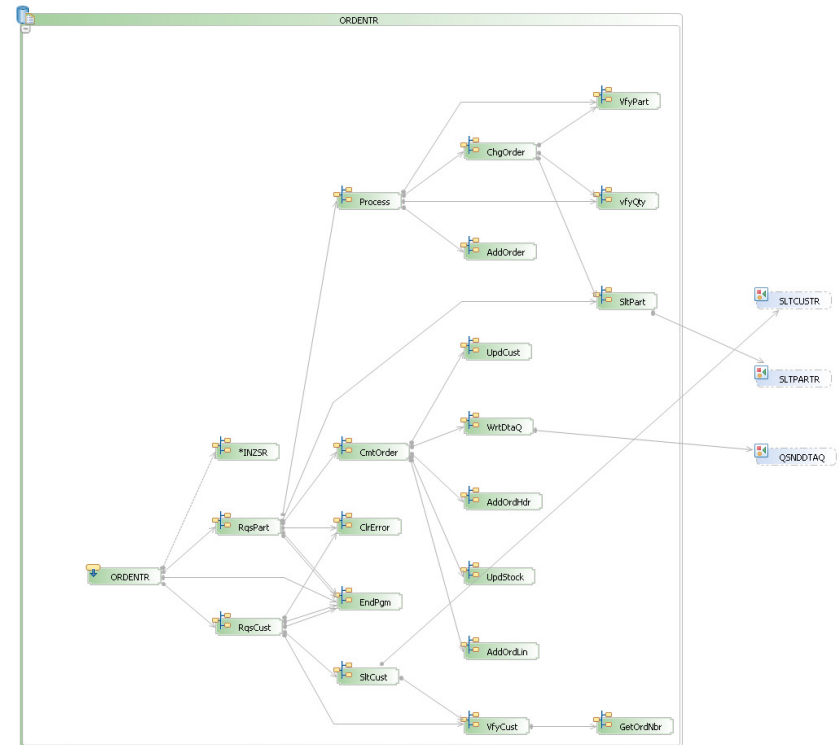 ORDENTR
VfyPart
ChgOrder
Process
vfyQty
AddOrder
SltPart
SLTCUSTR
UpdCust
SLTPARTR
WrtDtaQ
*INZSR
CmtOrder
QSNDDTAQ
AddOrdHdr
RqsPart
ClrError
ORDENTR
UpdStock
EndPgm
RqsCust
AddOrdLin
SltCust
VfyCust
GetOrdNbr